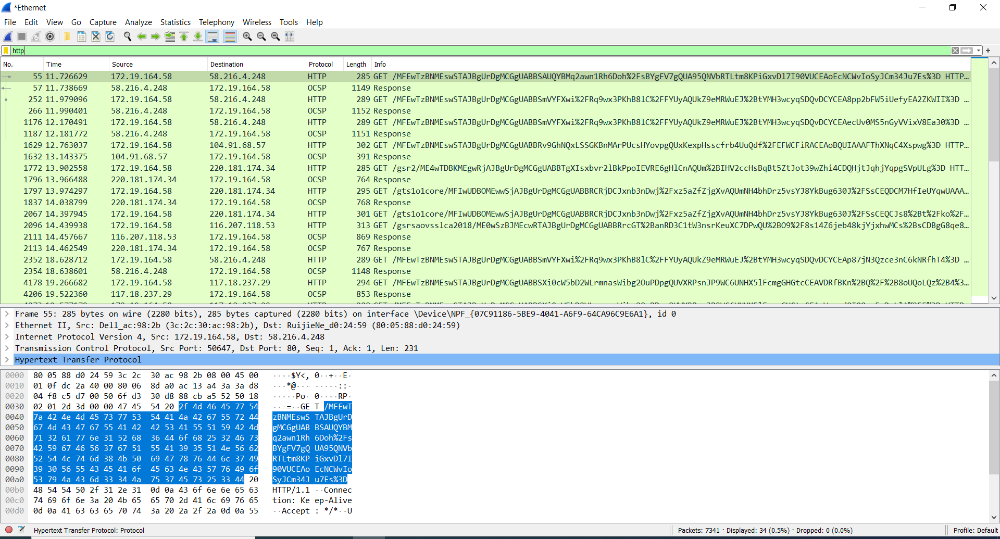 *Ethernet
File Edit View Go Capture Analyze Statistics Telephony Wireless Tools Help
http
No. Time Source Destination Protocol Length Info
55 11.726629 172.19.164.58 58.216.4.248 HTTP 285 GET /MFEwTzBNMEswSTAJBgUrDgMCGgUABBSAUQYBMq2awn1Rh6Doh%2FsBYgFV7gQUA95QNVbRTLtm8KPiGxvDl7I90VUCEAoEcNCWvIoSyJCm34Ju7Es%3D HTTP…
57 11.738669 58.216.4.248 172.19.164.58 OCSP 1149 Response
252 11.979096 172.19.164.58 58.216.4.248 HTTP 289 GET /MFEwTzBNMEswSTAJBgUrDgMCGgUABBSmVYFXwi%2FRq9wx3PKhB8lC%2FFYUyAQUkZ9eMRWuEJ%2BtYMH3wcyqSDQvDCYCEA8pp2bFW5iUefyEA2ZKWII%3D …
266 11.990401 58.216.4.248 172.19.164.58 OCSP 1152 Response
1176 12.170491 172.19.164.58 58.216.4.248 HTTP 289 GET /MFEwTzBNMEswSTAJBgUrDgMCGgUABBSmVYFXwi%2FRq9wx3PKhB8lC%2FFYUyAQUkZ9eMRWuEJ%2BtYMH3wcyqSDQvDCYCEAecUv0MS5nGyVVixV8Ea30%3D …
1187 12.181772 58.216.4.248 172.19.164.58 OCSP 1151 Response
1629 12.763037 172.19.164.58 104.91.68.57 HTTP 302 GET /MFEwTzBNMEswSTAJBgUrDgMCGgUABBRv9GhNQxLSSGKBnMArPUcsHYovpgQUxKexpHsscfrb4UuQdf%2FEFWCFiRACEAoBQUIAAAFThXNqC4Xspwg%3D HTTP…
1632 13.143375 104.91.68.57 172.19.164.58 OCSP 391 Response
1772 13.902558 172.19.164.58 220.181.174.34 HTTP 285 GET /gsr2/ME4wTDBKMEgwRjAJBgUrDgMCGgUABBTgXIsxbvr2lBkPpoIEVRE6gHlCnAQUm%2BIHV2ccHsBqBt5ZtJot39wZhi4CDQHjtJqhjYqpgSVpULg%3D HTT…
1796 13.966488 220.181.174.34 172.19.164.58 OCSP 764 Response
1797 13.974297 172.19.164.58 220.181.174.34 HTTP 295 GET /gts1o1core/MFIwUDBOMEwwSjAJBgUrDgMCGgUABBRCRjDCJxnb3nDwj%2Fxz5aZfZjgXvAQUmNH4bhDrz5vsYJ8YkBug630J%2FSsCEQDCM7HfIeUYqwUAAA…
1837 14.038799 220.181.174.34 172.19.164.58 OCSP 768 Response
2067 14.397945 172.19.164.58 220.181.174.34 HTTP 301 GET /gts1o1core/MFIwUDBOMEwwSjAJBgUrDgMCGgUABBRCRjDCJxnb3nDwj%2Fxz5aZfZjgXvAQUmNH4bhDrz5vsYJ8YkBug630J%2FSsCEQCJs8%2Bt%2Fko%2F…
2096 14.439938 172.19.164.58 116.207.118.53 HTTP 313 GET /gsrsaovsslca2018/ME0wSzBJMEcwRTAJBgUrDgMCGgUABBRrcGT%2BanRD3C1tW3nsrKeuXC7DPwQU%2BO9%2F8s14Z6jeb48kjYjxhwMCs%2BsCDBgG8qe8…
2111 14.457667 116.207.118.53 172.19.164.58 OCSP 869 Response
2113 14.462549 220.181.174.34 172.19.164.58 OCSP 767 Response
2352 18.628712 172.19.164.58 58.216.4.248 HTTP 289 GET /MFEwTzBNMEswSTAJBgUrDgMCGgUABBSmVYFXwi%2FRq9wx3PKhB8lC%2FFYUyAQUkZ9eMRWuEJ%2BtYMH3wcyqSDQvDCYCEAp87jN3Qzce3nC6kNRfhT4%3D …
2354 18.638601 58.216.4.248 172.19.164.58 OCSP 1148 Response
4178 19.266682 172.19.164.58 117.18.237.29 HTTP 294 GET /MFEwTzBNMEswSTAJBgUrDgMCGgUABBSXi0cW5bD2WLrmnasWibg2OuPDpgQUVXRPsnJP9WC6UNHX5lFcmgGHGtcCEAVDRfBKn%2BQ%2F%2B8oUQoLQz%2B4%3…
4206 19.522360 117.18.237.29 172.19.164.58 OCSP 853 Response
Frame 55: 285 bytes on wire (2280 bits), 285 bytes captured (2280 bits) on interface \Device\NPF_{07C91186-5BE9-4041-A6F9-64CA96C9E6A1}, id 0
Ethernet II, Src: Dell_ac:98:2b (3c:2c:30:ac:98:2b), Dst: RuijieNe_d0:24:59 (80:05:88:d0:24:59)
Internet Protocol Version 4, Src: 172.19.164.58, Dst: 58.216.4.248
Transmission Control Protocol, Src Port: 50647, Dst Port: 80, Seq: 1, Ack: 1, Len: 231
Hypertext Transfer Protocol
0000 80 05 88 d0 24 59 3c 2c 30 ac 98 2b 08 00 45 00 ····$Y<, 0··+··E·
0010 01 0f dc 2a 40 00 80 06 8d a0 ac 13 a4 3a 3a d8 ···*@··· ·····::·
0020 04 f8 c5 d7 00 50 6f d3 30 d8 88 cb a5 52 50 18 ·····Po· 0····RP·
0030 02 01 2d 3d 00 00 47 45 54 20 2f 4d 46 45 77 54 ··-=··GE T /MFEwT
0040 7a 42 4e 4d 45 73 77 53 54 41 4a 42 67 55 72 44 zBNMEswS TAJBgUrD
0050 67 4d 43 47 67 55 41 42 42 53 41 55 51 59 42 4d gMCGgUAB BSAUQYBM
0060 71 32 61 77 6e 31 52 68 36 44 6f 68 25 32 46 73 q2awn1Rh 6Doh%2Fs
0070 42 59 67 46 56 37 67 51 55 41 39 35 51 4e 56 62 BYgFV7gQ UA95QNVb
0080 52 54 4c 74 6d 38 4b 50 69 47 78 76 44 6c 37 49 RTLtm8KP iGxvDl7I
0090 39 30 56 55 43 45 41 6f 45 63 4e 43 57 76 49 6f 90VUCEAo EcNCWvIo
00a0 53 79 4a 43 6d 33 34 4a 75 37 45 73 25 33 44 20 SyJCm34J u7Es%3D
00b0 48 54 54 50 2f 31 2e 31 0d 0a 43 6f 6e 6e 65 63 HTTP/1.1 ··Connec
00c0 74 69 6f 6e 3a 20 4b 65 65 70 2d 41 6c 69 76 65 tion: Ke ep-Alive
00d0 0d 0a 41 63 63 65 70 74 3a 20 2a 2f 2a 0d 0a 55 ··Accept : */*··U
Hypertext Transfer Protocol: Protocol
Packets: 7341 · Displayed: 34 (0.5%) · Dropped: 0 (0.0%)
Profile: Default